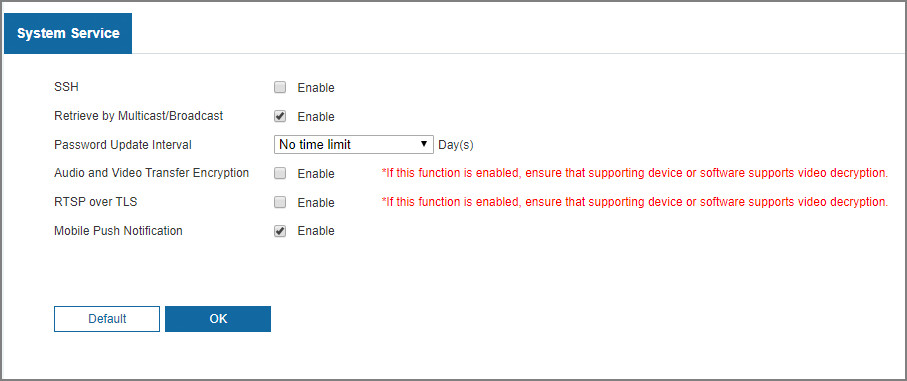 System Service
SSH Enable
Retrieve by Multicast/Broadcast Enable
Password Update Interval No time limit Day(s)
Audio and Video Transfer Encryption Enable *If this function is enabled, ensure that supporting device or software supports video decryption.
RTSP over TLS Enable *If this function is enabled, ensure that supporting device or software supports video decryption.
Mobile Push Notification Enable
Default OK